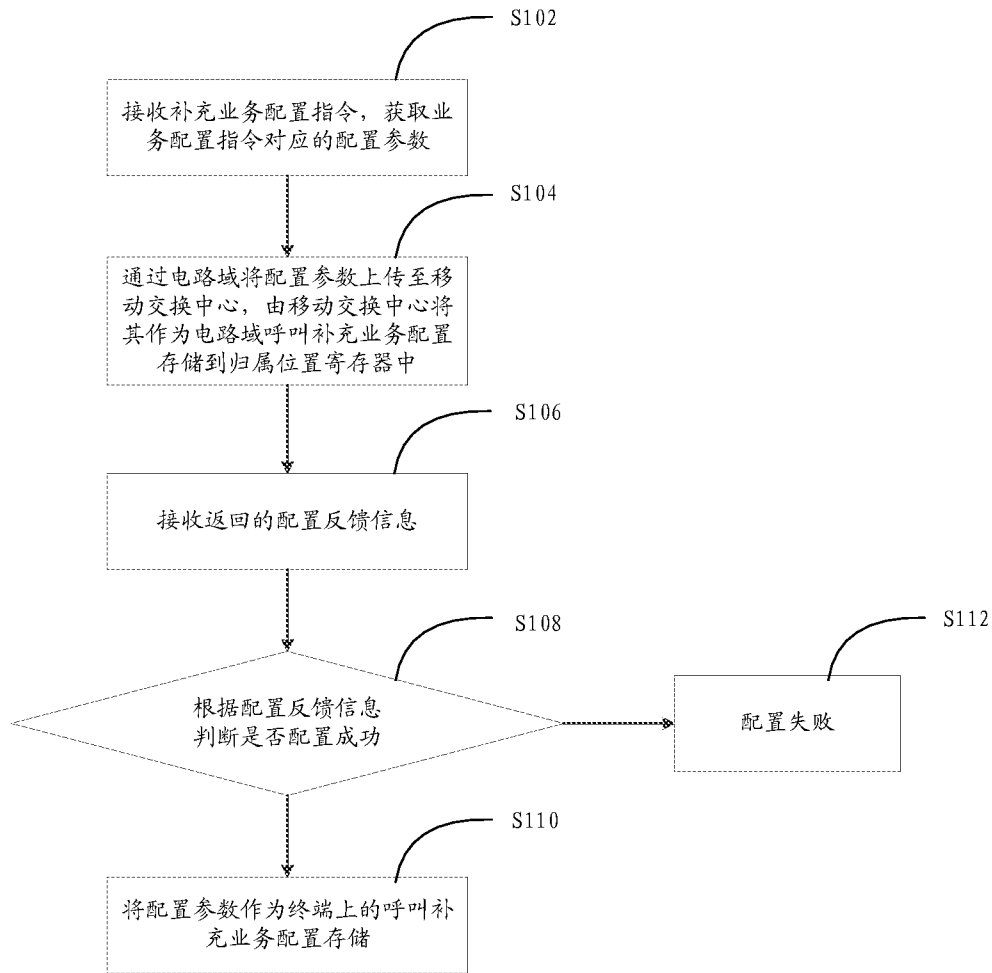 S102
接收补充业务配置指令，获取业
务配置指令对应的配置参数
S104
通过电路域将配置参数上传至移
动交换中心，由移动交换中心将
其作为电路域呼叫补充业务配置
存储到归属位置寄存器中
S106
接收返回的配置反馈信息
S108
根据配置反馈信息
判断是否配置成功
S112
配置失败
S110
将配置参数作为终端上的呼叫补
充业务配置存储